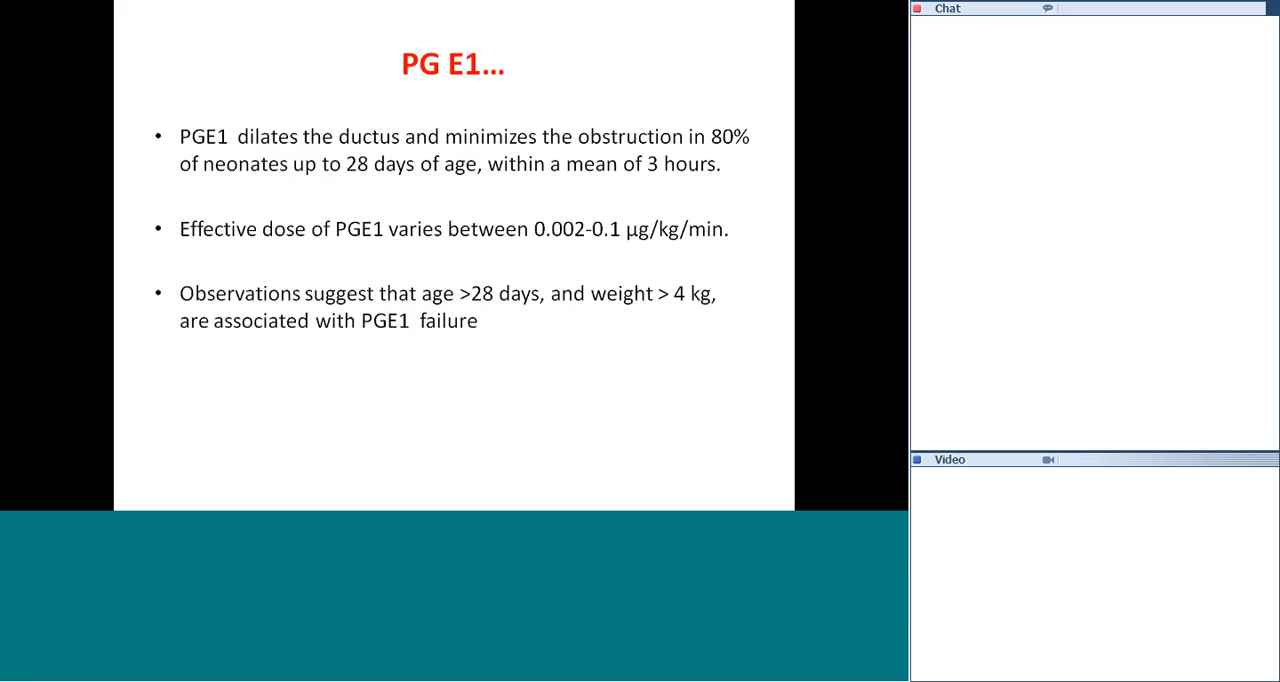 PG E1...
• PGE1 dilates the ductus and minimizes the obstruction in 80%
of neonates up to 28 days of age, within a mean of 3 hours.
• Effective dose of PGE1 varies between 0.002-0.1 µg/kg/min.
• Observations suggest that age >28 days, and weight > 4 kg,
are associated with PGE1 failure
Chat
Video